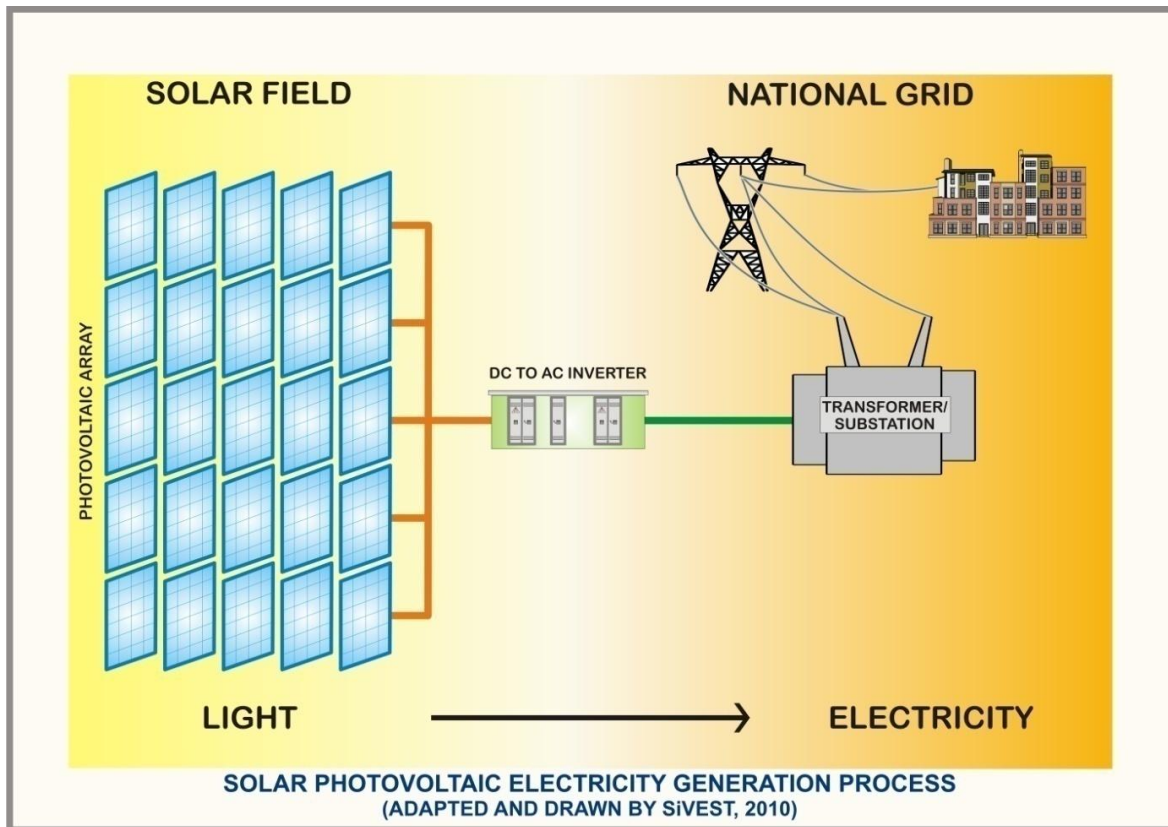 SOLAR FIELD
NATIONAL GRID
PHOTOVOLTAIC ARRAY
DC TO AC INVERTER
TRANSFORMER/
SUBSTATION
LIGHT
ELECTRICITY
SOLAR PHOTOVOLTAIC ELECTRICITY GENERATION PROCESS
(ADAPTED AND DRAWN BY SiVEST, 2010)